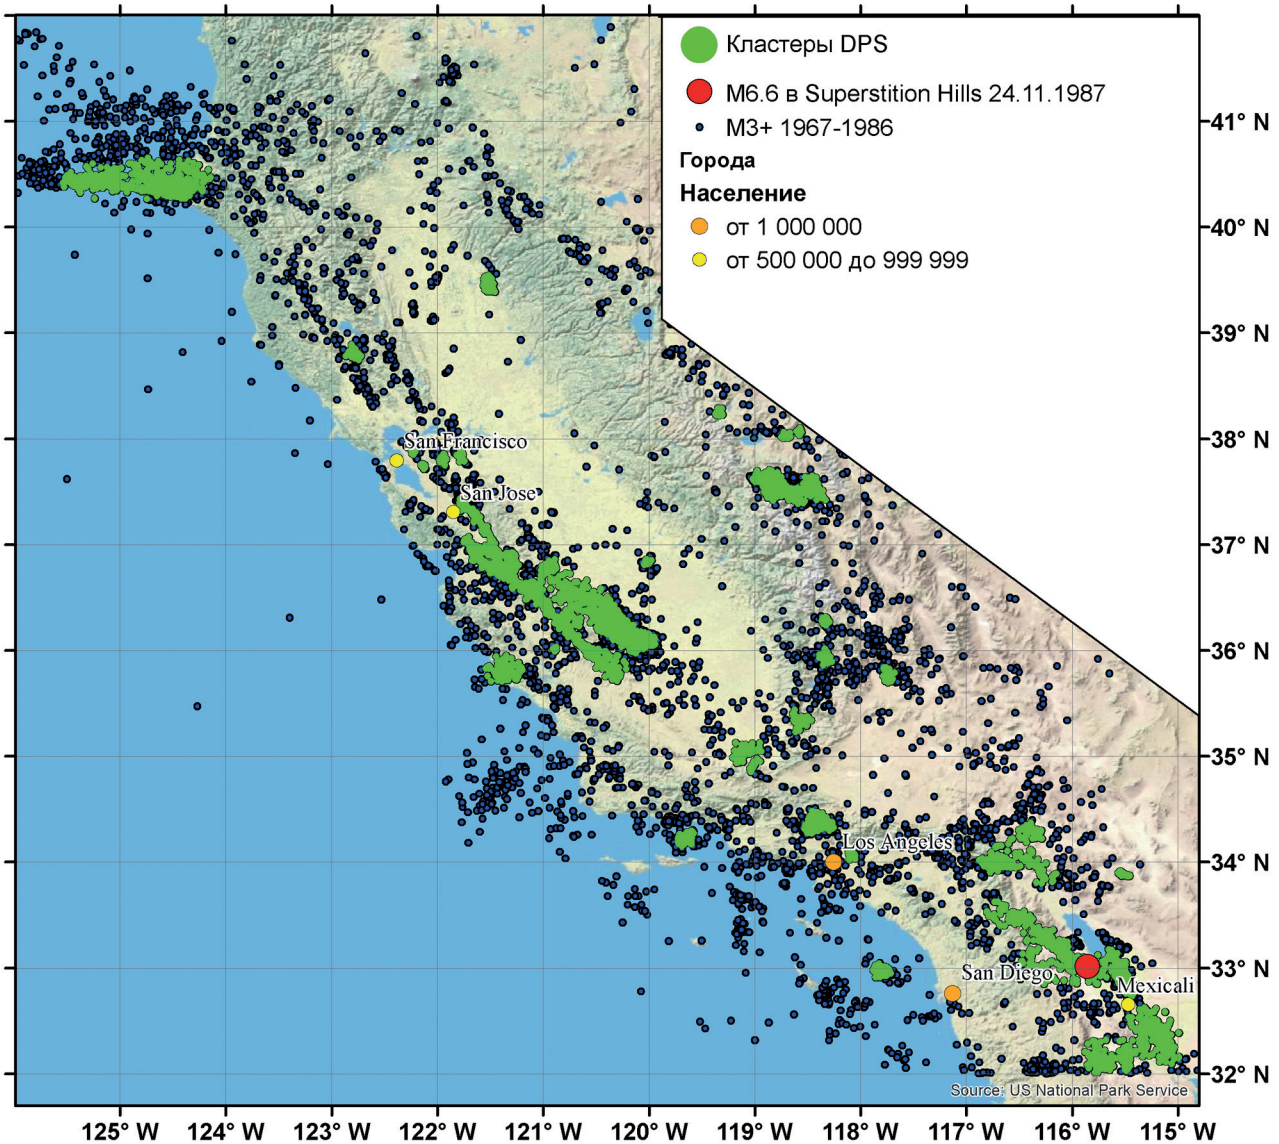 Кластеры DPS
М6.6 в Superstition Hills 24.11.1987
М3+ 1967-1986
Города
Население
от 1 000 000
от 500 000 до 999 999
41° N
40° N
39° N
38° N
37° N
36° N
35° N
34° N
33° N
32° N
San Francisco
San Jose
Los Angeles
San Diego
Mexicali
Source: US National Park Service
125° W 124° W 123° W 122° W 121° W 120° W 119° W 118° W 117° W 116° W 115° W